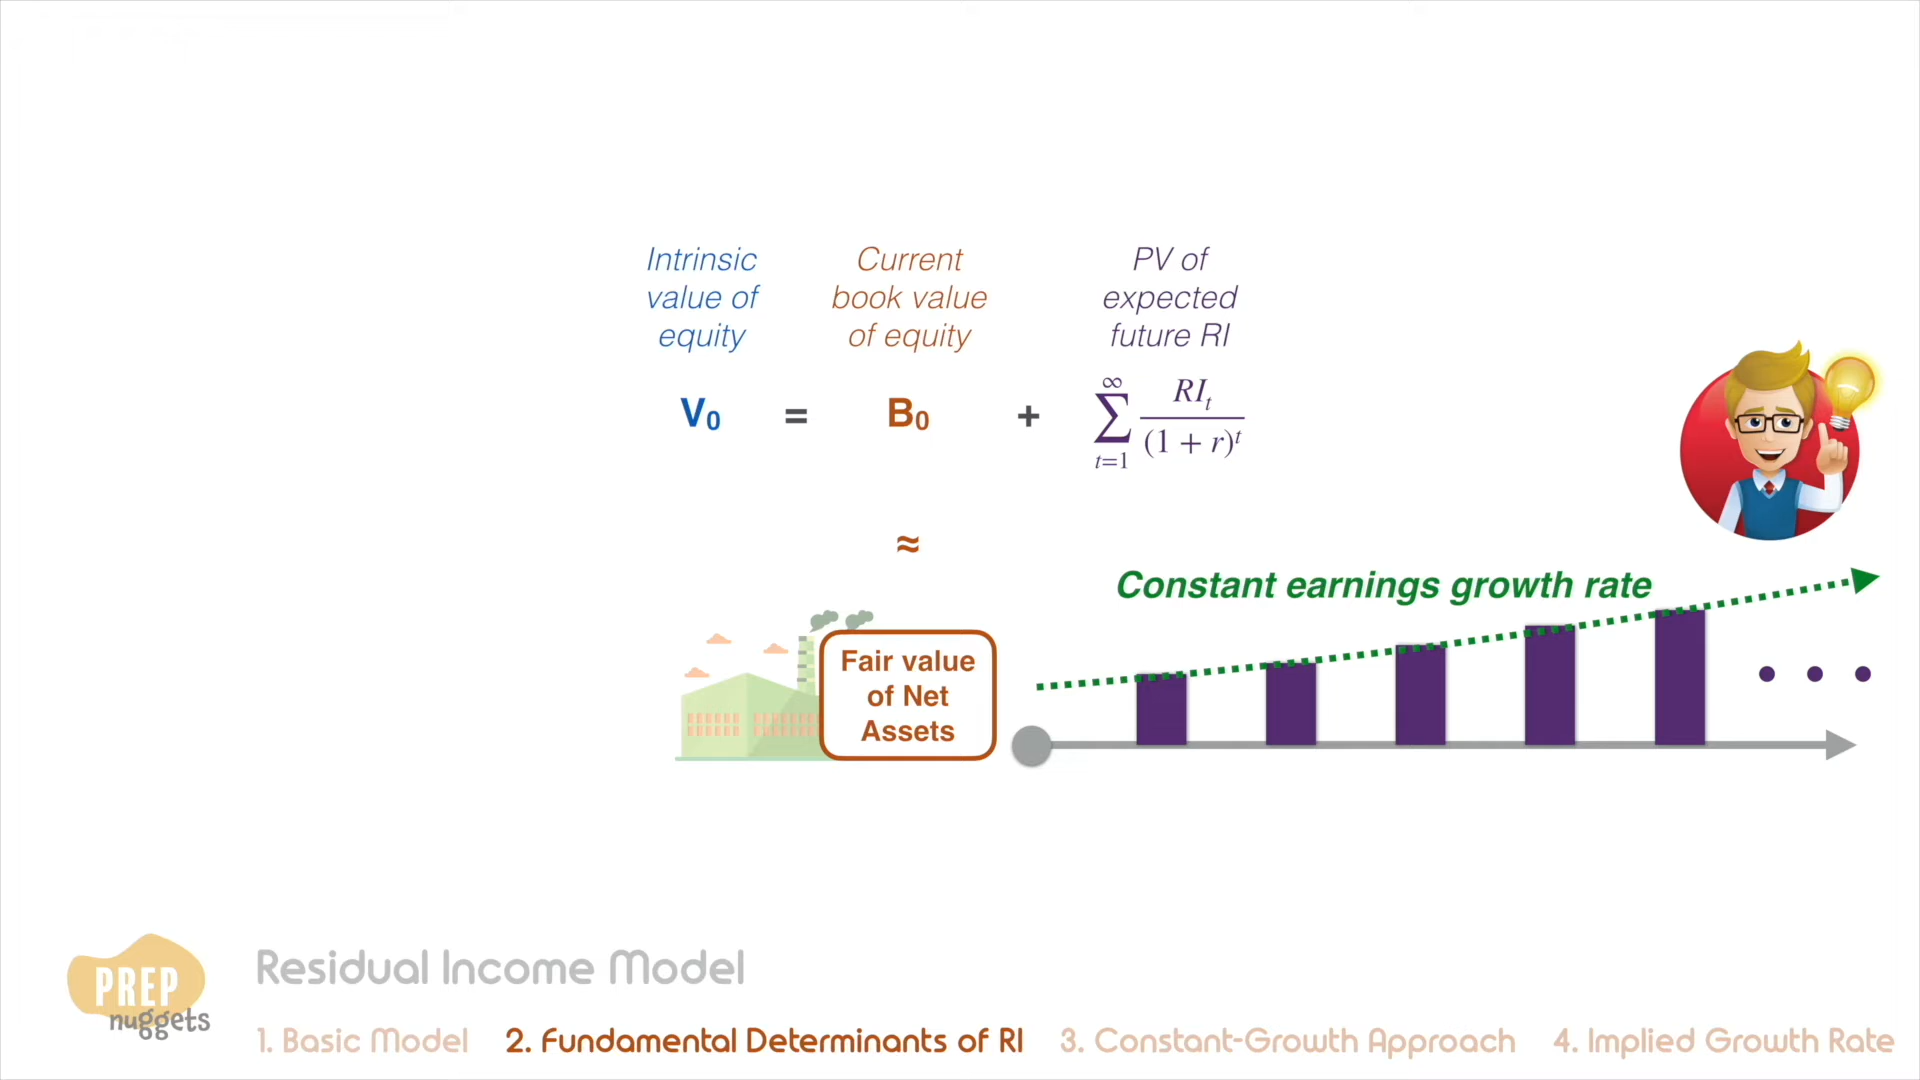 Intrinsic
value of
equity
Current
book value
of equity
PV of
expected
future RI
V₀ = B₀ + ∞ ∑ t=1 RIₜ / (1 + r)ᵗ
≈
Constant earnings growth rate
Fair value
of Net
Assets
PREP
nuggets
Residual Income Model
1. Basic Model 2. Fundamental Determinants of RI 3. Constant-Growth Approach 4. Implied Growth Rate